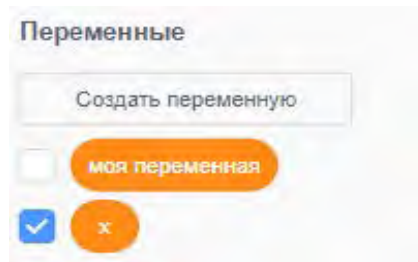 Переменные
Создать переменную
моя переменная
x